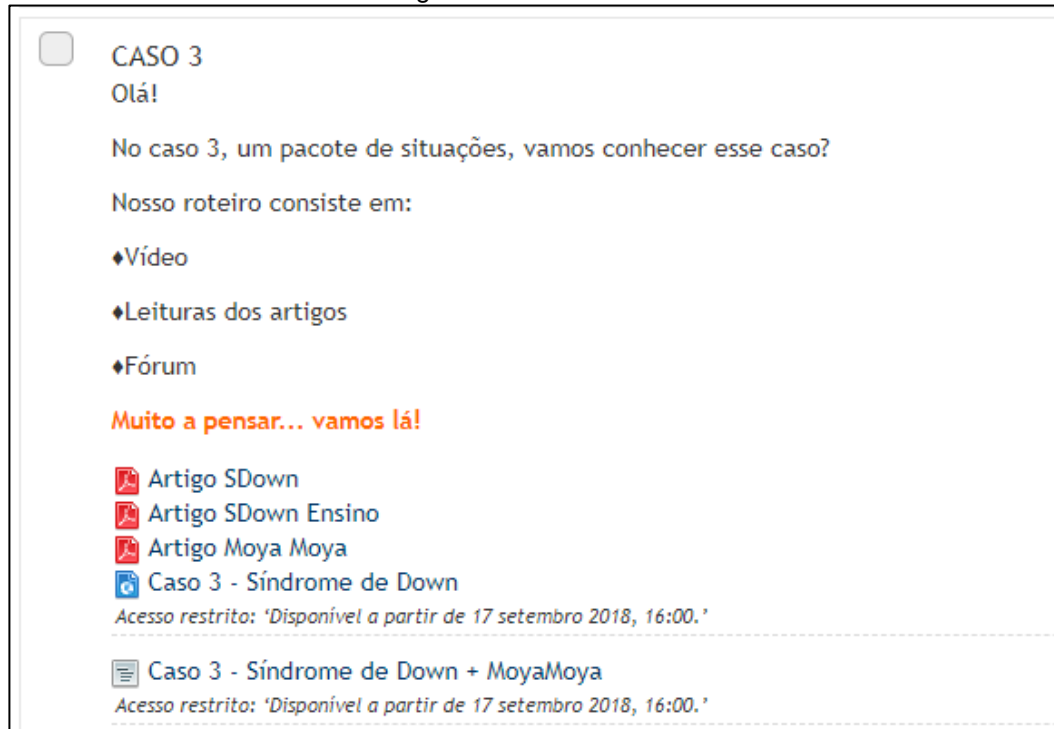 CASO 3
Olá!
No caso 3, um pacote de situações, vamos conhecer esse caso?
Nosso roteiro consiste em:
♦Vídeo
♦Leituras dos artigos
♦Fórum
Muito a pensar... vamos lá!
Artigo SDown
Artigo SDown Ensino
Artigo Moya Moya
Caso 3 - Síndrome de Down
Acesso restrito: ‘Disponível a partir de 17 setembro 2018, 16:00.’
Caso 3 - Síndrome de Down + MoyaMoya
Acesso restrito: ‘Disponível a partir de 17 setembro 2018, 16:00.’